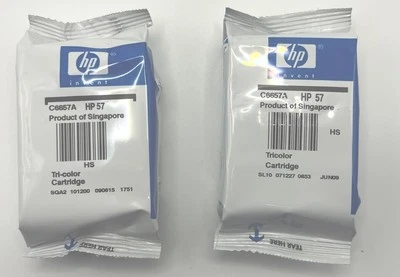 hp
invent
C6657A HP 57
Product of Singapore
HS
Tri-color
Cartridge
SGA2 101200 090815 1751
TEAR HERE
hp
invent
C6657A HP 57
Product of Singapore
HS
Tricolor
Cartridge
SL10 071227 0853 JUN09
TEAR HERE